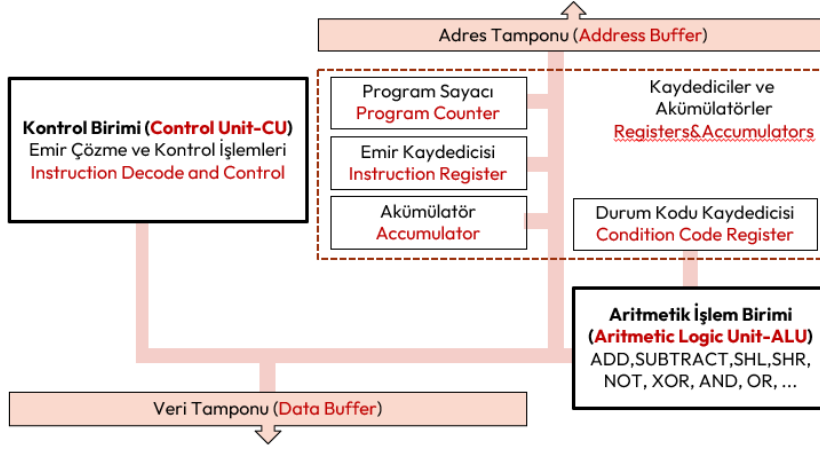 Adres Tamponu (Address Buffer)
Program Sayacı
Program Counter
Kaydediciler ve
Akümülatörler
Registers&Accumulators
Kontrol Birimi (Control Unit-CU)
Emir Çözme ve Kontrol İşlemleri
Instruction Decode and Control
Emir Kaydedicisi
Instruction Register
Akümülatör
Accumulator
Durum Kodu Kaydedicisi
Condition Code Register
Aritmetik İşlem Birimi
(Aritmetic Logic Unit-ALU)
ADD,SUBTRACT,SHL,SHR,
NOT, XOR, AND, OR, ...
Veri Tamponu (Data Buffer)